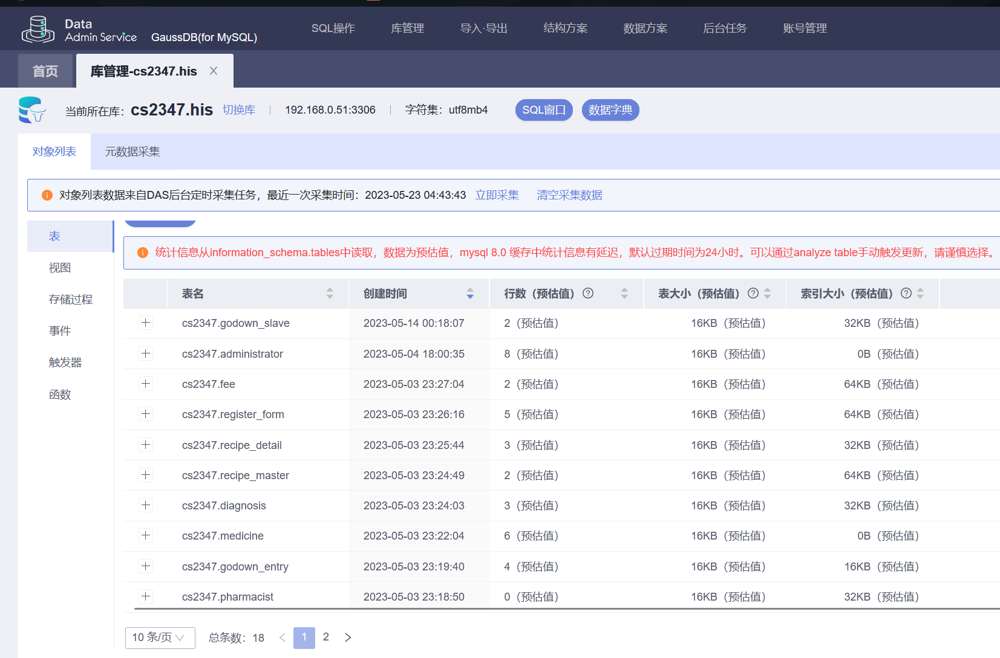 Data
Admin Service
GaussDB(for MySQL)
SQL操作
库管理
导入·导出
结构方案
数据方案
后台任务
账号管理
首页
库管理-cs2347.his
当前所在库：cs2347.his 切换库 192.168.0.51:3306 字符集：utf8mb4 SQL窗口 数据字典
对象列表 元数据采集
对象列表数据来自DAS后台定时采集任务，最近一次采集时间：2023-05-23 04:43:43 立即采集 清空采集数据
表
视图
存储过程
事件
触发器
函数
统计信息从information_schema.tables中读取，数据为预估值，mysql 8.0 缓存中统计信息有延迟，默认过期时间为24小时。可以通过analyze table手动触发更新，请谨慎选择。
表名 创建时间 行数（预估值） 表大小（预估值） 索引大小（预估值）
cs2347.godown_slave 2023-05-14 00:18:07 2（预估值） 16KB（预估值） 32KB（预估值）
cs2347.administrator 2023-05-04 18:00:35 8（预估值） 16KB（预估值） 0B（预估值）
cs2347.fee 2023-05-03 23:27:04 2（预估值） 16KB（预估值） 64KB（预估值）
cs2347.register_form 2023-05-03 23:26:16 5（预估值） 16KB（预估值） 64KB（预估值）
cs2347.recipe_detail 2023-05-03 23:25:44 3（预估值） 16KB（预估值） 32KB（预估值）
cs2347.recipe_master 2023-05-03 23:24:49 2（预估值） 16KB（预估值） 64KB（预估值）
cs2347.diagnosis 2023-05-03 23:24:03 3（预估值） 16KB（预估值） 32KB（预估值）
cs2347.medicine 2023-05-03 23:22:04 6（预估值） 16KB（预估值） 0B（预估值）
cs2347.godown_entry 2023-05-03 23:19:40 4（预估值） 16KB（预估值） 16KB（预估值）
cs2347.pharmacist 2023-05-03 23:18:50 0（预估值） 16KB（预估值） 32KB（预估值）
10 条/页 总条数：18 < 1 2 >